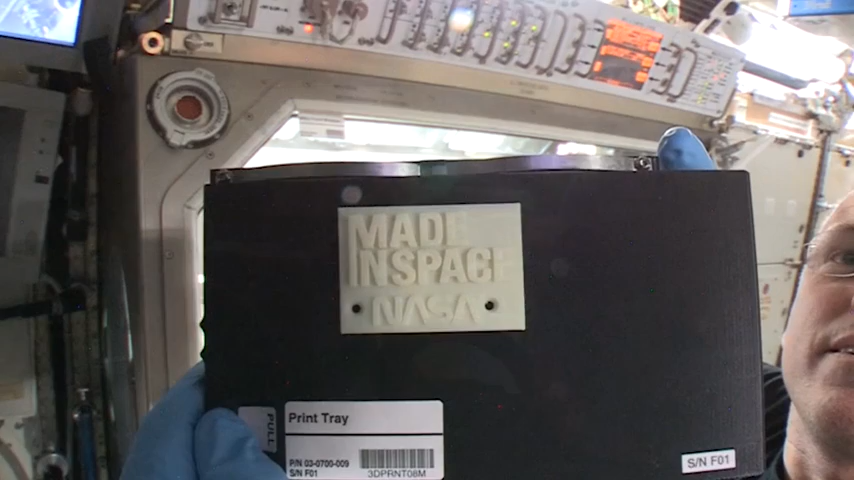 MADE
INSPACE
NASA
PULL
Print Tray
P/N 03-0700-009
S/N F01
3DPRNT08M
S/N F01